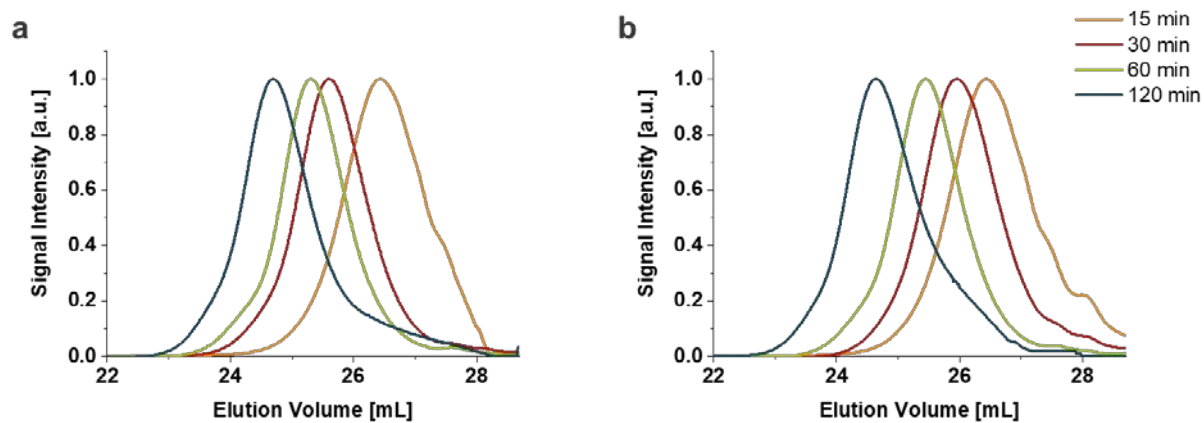 a
Signal Intensity [a.u.]
1.0
0.8
0.6
0.4
0.2
0.0
22
24
26
28
Elution Volume [mL]
b
Signal Intensity [a.u.]
1.0
0.8
0.6
0.4
0.2
0.0
22
24
26
28
Elution Volume [mL]
15 min
30 min
60 min
120 min